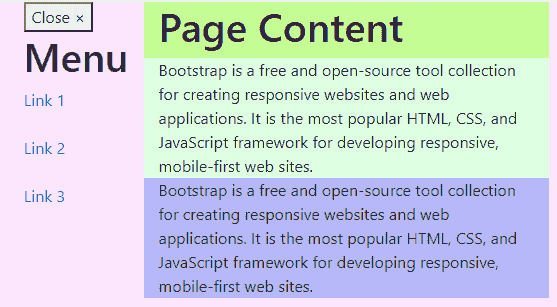 Close ×
Menu
Link 1
Link 2
Link 3
Page Content
Bootstrap is a free and open-source tool collection
for creating responsive websites and web
applications. It is the most popular HTML, CSS, and
JavaScript framework for developing responsive,
mobile-first web sites.
Bootstrap is a free and open-source tool collection
for creating responsive websites and web
applications. It is the most popular HTML, CSS, and
JavaScript framework for developing responsive,
mobile-first web sites.